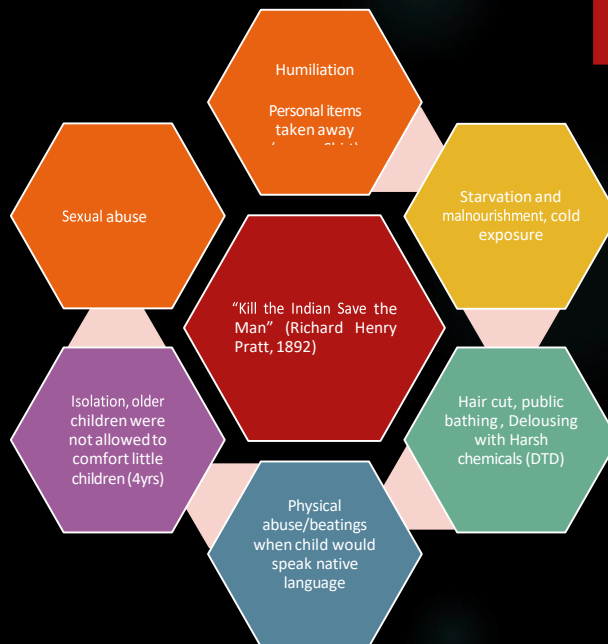 Humiliation
Personal items
taken away
Starvation and
malnourishment, cold
exposure
Sexual abuse
“Kill the Indian Save the
Man” (Richard Henry
Pratt, 1892)
Isolation, older
children were
not allowed to
comfort little
children (4yrs)
Hair cut, public
bathing , Delousing
with Harsh
chemicals (DTD)
Physical
abuse/beatings
when child would
speak native
language